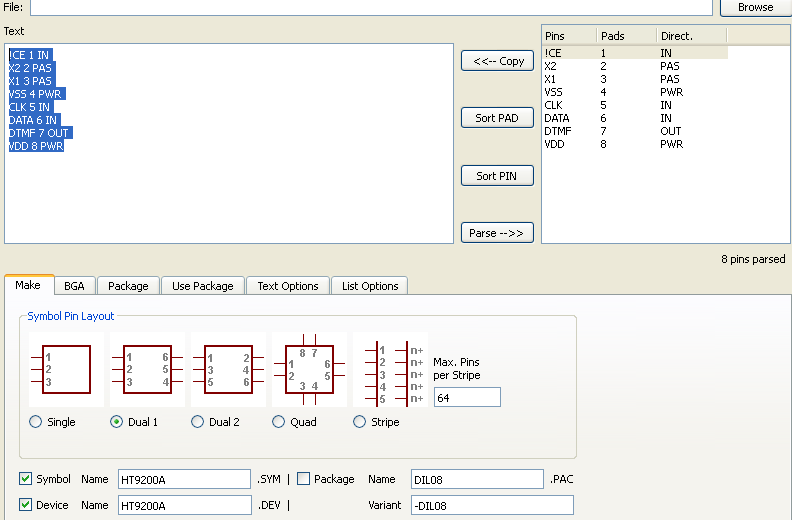 File: Browse
Text
!CE 1 IN
X2 2 PAS
X1 3 PAS
VSS 4 PWR
CLK 5 IN
DATA 6 IN
DTMF 7 OUT
VDD 8 PWR
<<-- Copy
Sort PAD
Sort PIN
Parse -->>
Pins Pads Direct.
!CE 1 IN
X2 2 PAS
X1 3 PAS
VSS 4 PWR
CLK 5 IN
DATA 6 IN
DTMF 7 OUT
VDD 8 PWR
8 pins parsed
Make BGA Package Use Package Text Options List Options
Symbol Pin Layout
1
2
3
1 6
2 5
3 4
1 2
3 4
5 6
8 7
1 6
2 5
3 4
1 n+
2 n+
3 n+
4 n+
5 n+
Max. Pins
per Stripe
64
Single Dual 1 Dual 2 Quad Stripe
Symbol Name HT9200A .SYM | Package Name DIL08 .PAC
Device Name HT9200A .DEV | Variant -DIL08